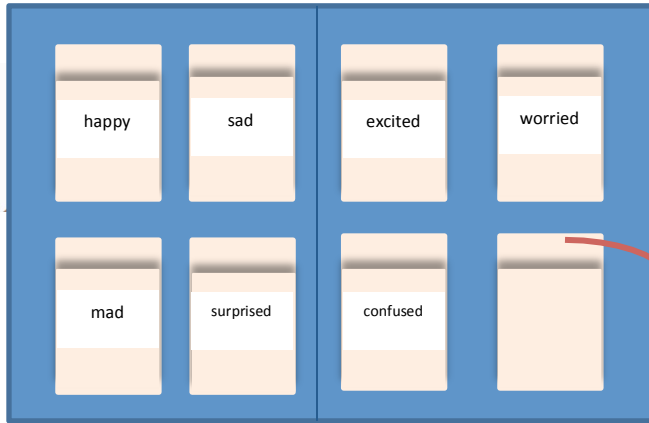 happy
sad
excited
worried
mad
surprised
confused